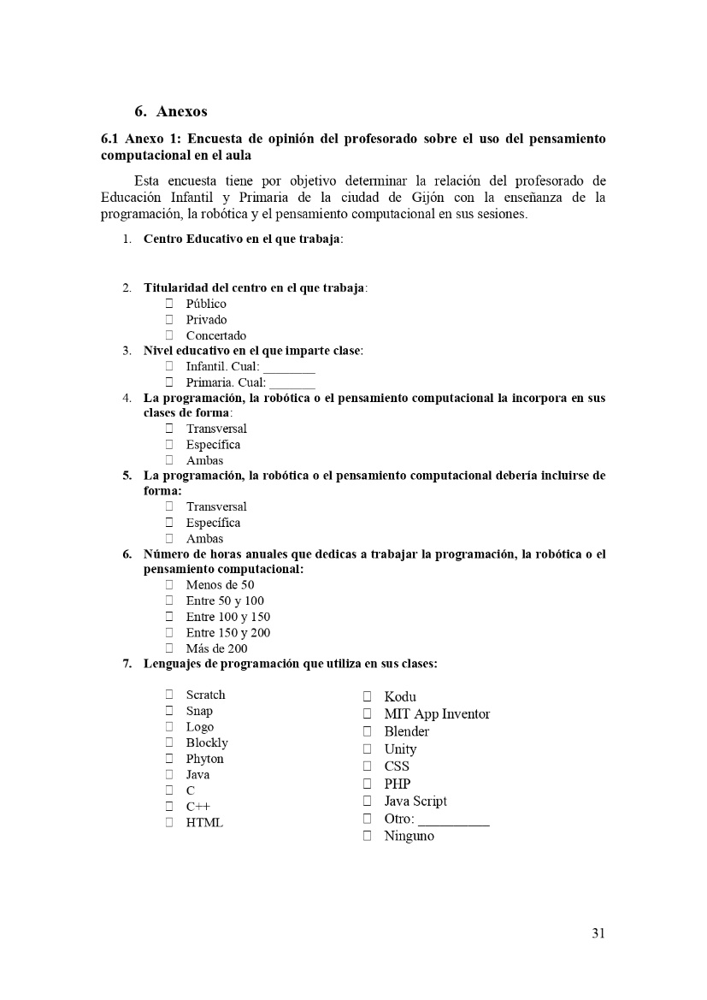 6. Anexos
6.1 Anexo 1: Encuesta de opinión del profesorado sobre el uso del pensamiento
computacional en el aula
Esta encuesta tiene por objetivo determinar la relación del profesorado de
Educación Infantil y Primaria de la ciudad de Gijón con la enseñanza de la
programación, la robótica y el pensamiento computacional en sus sesiones.
1. Centro Educativo en el que trabaja:
2. Titularidad del centro en el que trabaja:
☐ Público
☐ Privado
☐ Concertado
3. Nivel educativo en el que imparte clase:
☐ Infantil. Cual: ________
☐ Primaria. Cual: _______
4. La programación, la robótica o el pensamiento computacional la incorpora en sus
clases de forma:
☐ Transversal
☐ Específica
☐ Ambas
5. La programación, la robótica o el pensamiento computacional debería incluirse de
forma:
☐ Transversal
☐ Específica
☐ Ambas
6. Número de horas anuales que dedicas a trabajar la programación, la robótica o el
pensamiento computacional:
☐ Menos de 50
☐ Entre 50 y 100
☐ Entre 100 y 150
☐ Entre 150 y 200
☐ Más de 200
7. Lenguajes de programación que utiliza en sus clases:
☐ Scratch
☐ Snap
☐ Logo
☐ Blockly
☐ Phyton
☐ Java
☐ C
☐ C++
☐ HTML
☐ Kodu
☐ MIT App Inventor
☐ Blender
☐ Unity
☐ CSS
☐ PHP
☐ Java Script
☐ Otro: __________
☐ Ninguno
31